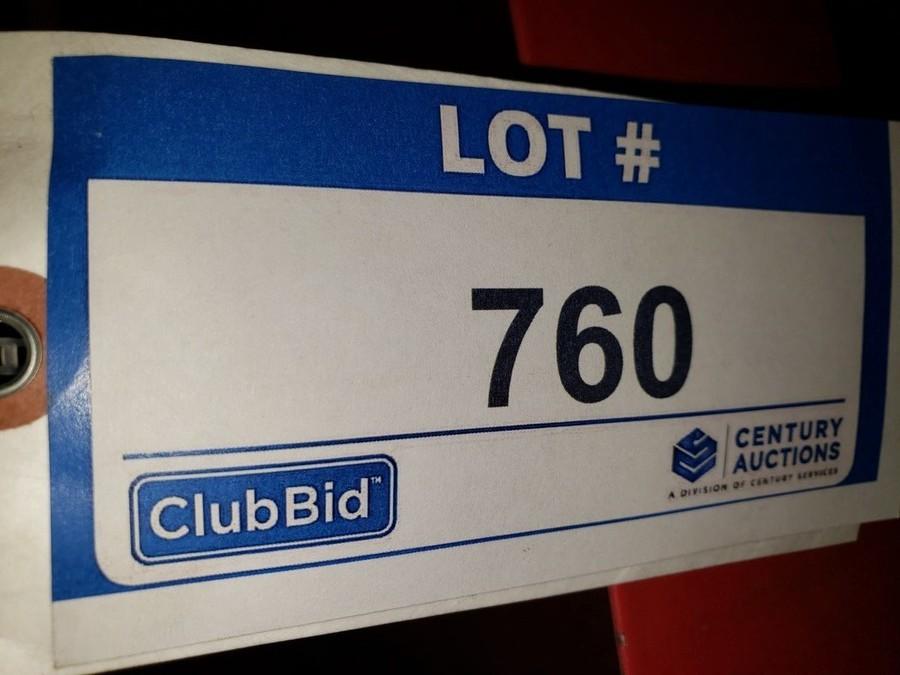 LOT #
760
ClubBid™
CENTURY
AUCTIONS
A DIVISION OF CENTURY SERVICES